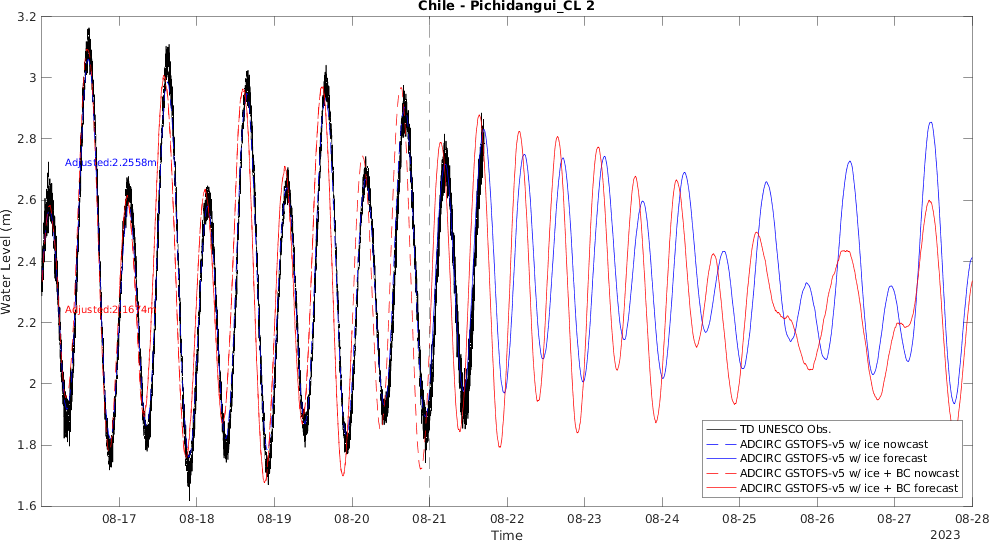 Chile - Pichidangui_CL 2
3.2
3
2.8
2.6
2.4
2.2
2
1.8
1.6
Water Level (m)
Adjusted:2.2558m
Adjusted:2.1674m
TD UNESCO Obs.
ADCIRC GSTOFS-v5 w/ ice nowcast
ADCIRC GSTOFS-v5 w/ ice forecast
ADCIRC GSTOFS-v5 w/ ice + BC nowcast
ADCIRC GSTOFS-v5 w/ ice + BC forecast
08-17 08-18 08-19 08-20 08-21 08-22 08-23 08-24 08-25 08-26 08-27 08-28
Time
2023